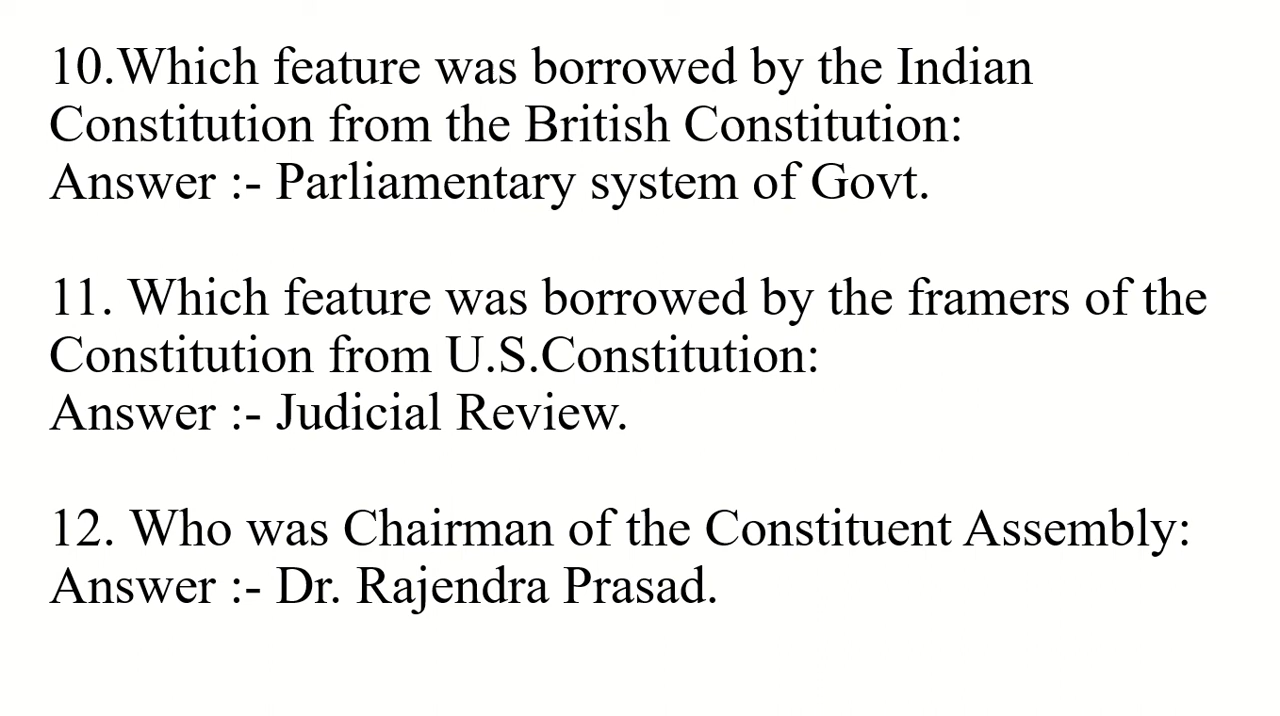 10.Which feature was borrowed by the Indian
Constitution from the British Constitution:
Answer :- Parliamentary system of Govt.
11. Which feature was borrowed by the framers of the
Constitution from U.S.Constitution:
Answer :- Judicial Review.
12. Who was Chairman of the Constituent Assembly:
Answer :- Dr. Rajendra Prasad.